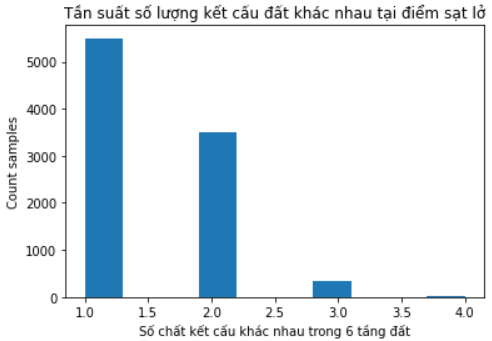 Tần suất số lượng kết cấu đất khác nhau tại điểm sạt lở
5000
4000
3000
2000
1000
0
Count samples
1.0 1.5 2.0 2.5 3.0 3.5 4.0
Số chất kết cấu khác nhau trong 6 tầng đất